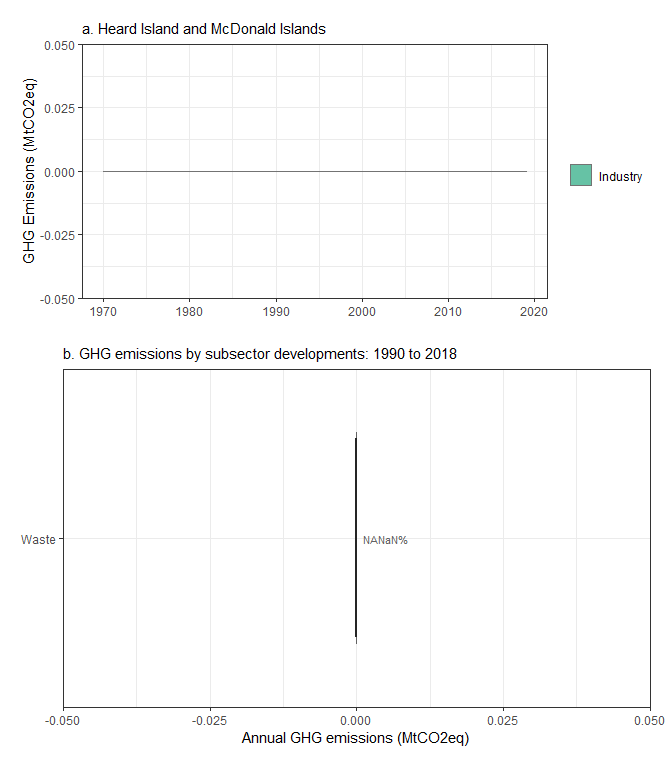 a. Heard Island and McDonald Islands
GHG Emissions (MtCO2eq)
0.050
0.025
0.000
-0.025
-0.050
1970 1980 1990 2000 2010 2020
Industry
b. GHG emissions by subsector developments: 1990 to 2018
Waste
NANaN%
-0.050 -0.025 0.000 0.025 0.050
Annual GHG emissions (MtCO2eq)